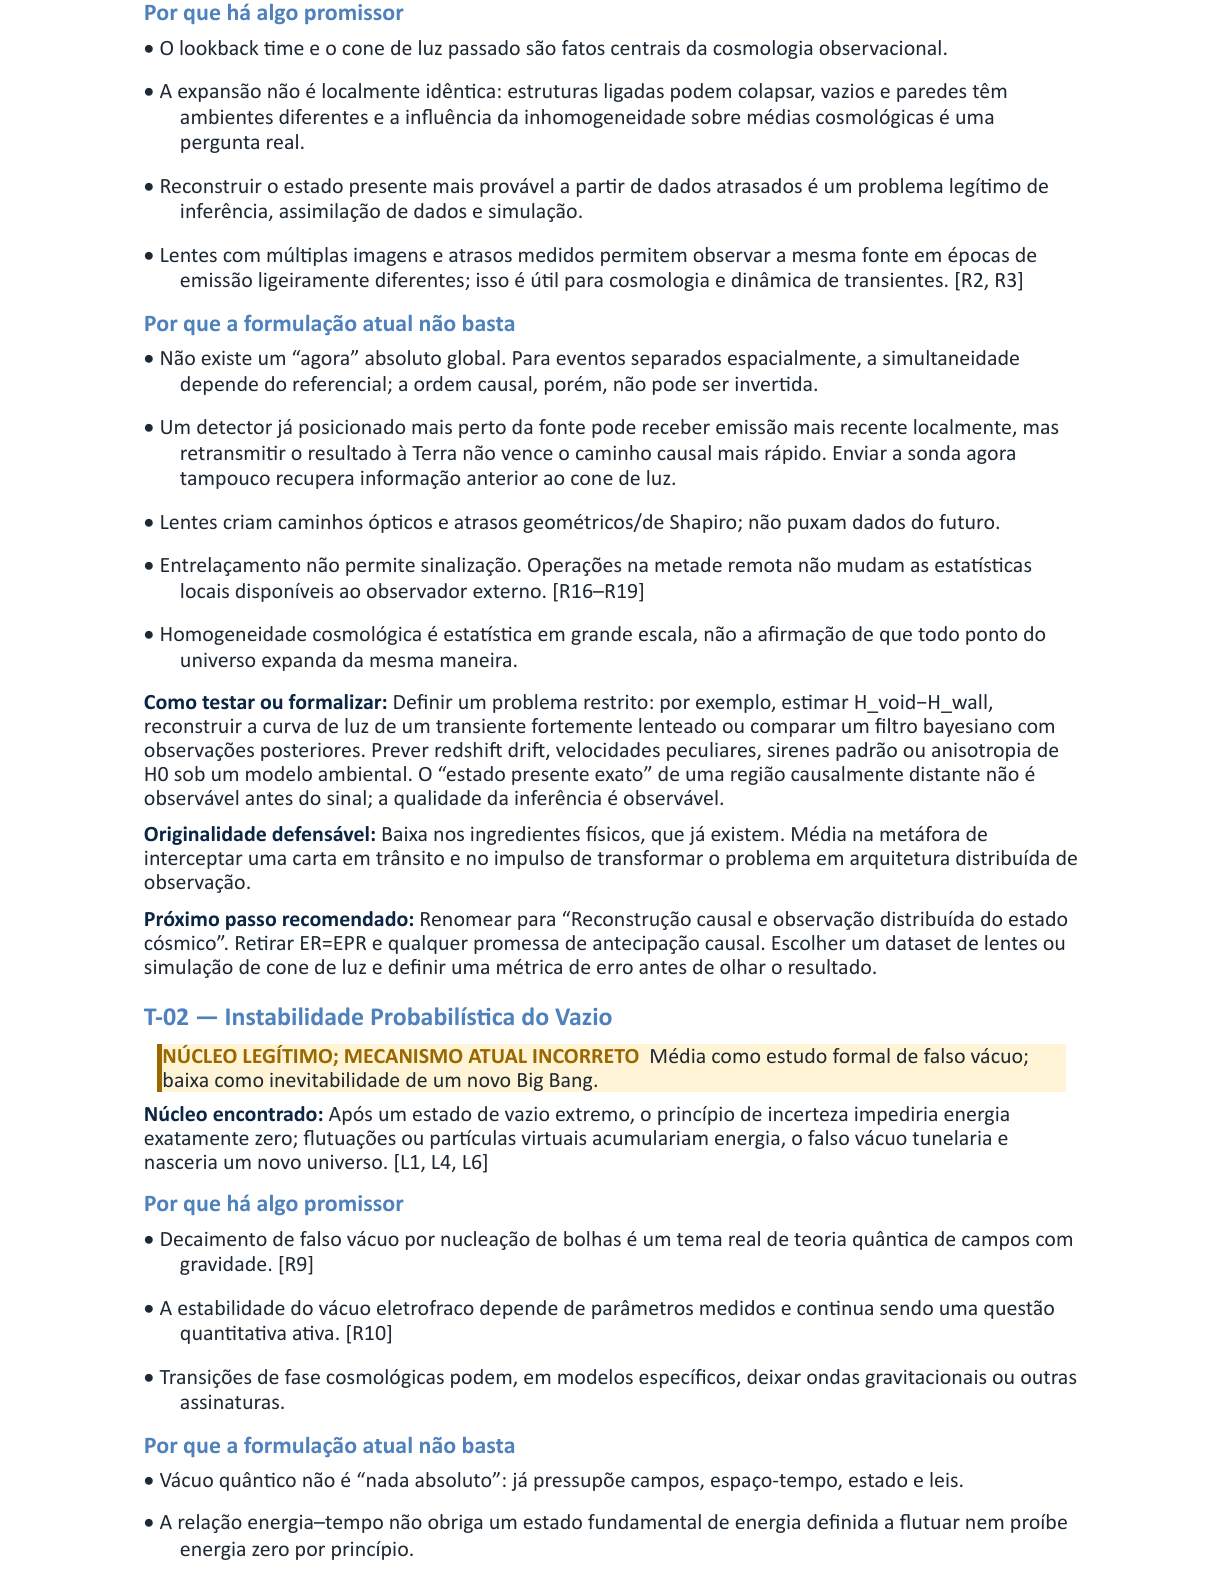 Por que há algo promissor
• O lookback time e o cone de luz passado são fatos centrais da cosmologia observacional.
• A expansão não é localmente idêntica: estruturas ligadas podem colapsar, vazios e paredes têm
ambientes diferentes e a influência da inhomogeneidade sobre médias cosmológicas é uma
pergunta real.
• Reconstruir o estado presente mais provável a partir de dados atrasados é um problema legítimo de
inferência, assimilação de dados e simulação.
• Lentes com múltiplas imagens e atrasos medidos permitem observar a mesma fonte em épocas de
emissão ligeiramente diferentes; isso é útil para cosmologia e dinâmica de transientes. [R2, R3]
Por que a formulação atual não basta
• Não existe um “agora” absoluto global. Para eventos separados espacialmente, a simultaneidade
depende do referencial; a ordem causal, porém, não pode ser invertida.
• Um detector já posicionado mais perto da fonte pode receber emissão mais recente localmente, mas
retransmitir o resultado à Terra não vence o caminho causal mais rápido. Enviar a sonda agora
tampouco recupera informação anterior ao cone de luz.
• Lentes criam caminhos ópticos e atrasos geométricos/de Shapiro; não puxam dados do futuro.
• Entrelaçamento não permite sinalização. Operações na metade remota não mudam as estatísticas
locais disponíveis ao observador externo. [R16–R19]
• Homogeneidade cosmológica é estatística em grande escala, não a afirmação de que todo ponto do
universo expanda da mesma maneira.
Como testar ou formalizar: Definir um problema restrito: por exemplo, estimar H_void−H_wall,
reconstruir a curva de luz de um transiente fortemente lenteado ou comparar um filtro bayesiano com
observações posteriores. Prever redshift drift, velocidades peculiares, sirenes padrão ou anisotropia de
H0 sob um modelo ambiental. O “estado presente exato” de uma região causalmente distante não é
observável antes do sinal; a qualidade da inferência é observável.
Originalidade defensável: Baixa nos ingredientes físicos, que já existem. Média na metáfora de
interceptar uma carta em trânsito e no impulso de transformar o problema em arquitetura distribuída de
observação.
Próximo passo recomendado: Renomear para “Reconstrução causal e observação distribuída do estado
cósmico”. Retirar ER=EPR e qualquer promessa de antecipação causal. Escolher um dataset de lentes ou
simulação de cone de luz e definir uma métrica de erro antes de olhar o resultado.
T-02 — Instabilidade Probabilística do Vazio
NÚCLEO LEGÍTIMO; MECANISMO ATUAL INCORRETO Média como estudo formal de falso vácuo;
baixa como inevitabilidade de um novo Big Bang.
Núcleo encontrado: Após um estado de vazio extremo, o princípio de incerteza impediria energia
exatamente zero; flutuações ou partículas virtuais acumulariam energia, o falso vácuo tunelaria e
nasceria um novo universo. [L1, L4, L6]
Por que há algo promissor
• Decaimento de falso vácuo por nucleação de bolhas é um tema real de teoria quântica de campos com
gravidade. [R9]
• A estabilidade do vácuo eletrofraco depende de parâmetros medidos e continua sendo uma questão
quantitativa ativa. [R10]
• Transições de fase cosmológicas podem, em modelos específicos, deixar ondas gravitacionais ou outras
assinaturas.
Por que a formulação atual não basta
• Vácuo quântico não é “nada absoluto”: já pressupõe campos, espaço-tempo, estado e leis.
• A relação energia–tempo não obriga um estado fundamental de energia definida a flutuar nem proíbe
energia zero por princípio.